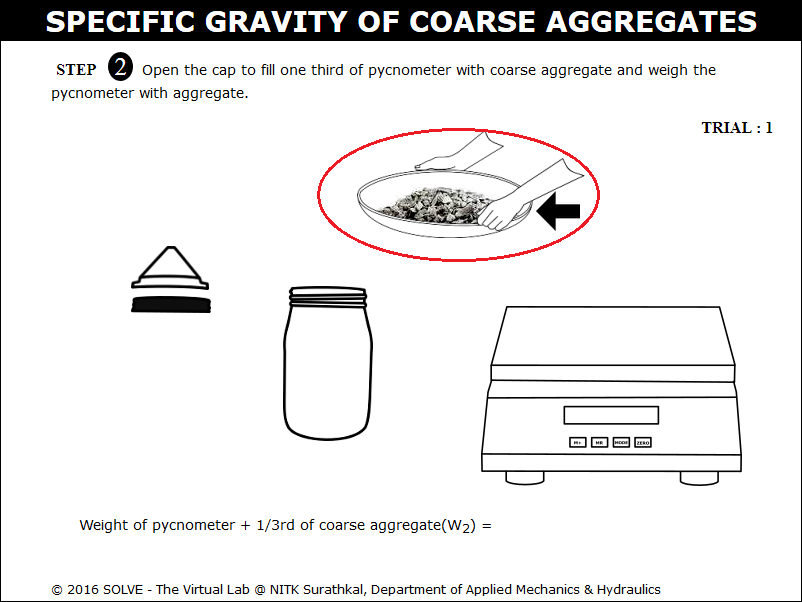 SPECIFIC GRAVITY OF COARSE AGGREGATES
STEP 2 Open the cap to fill one third of pycnometer with coarse aggregate and weigh the
pycnometer with aggregate.
TRIAL : 1
M+ MR MODE ZERO
Weight of pycnometer + 1/3rd of coarse aggregate(W2) =
© 2016 SOLVE - The Virtual Lab @ NITK Surathkal, Department of Applied Mechanics & Hydraulics